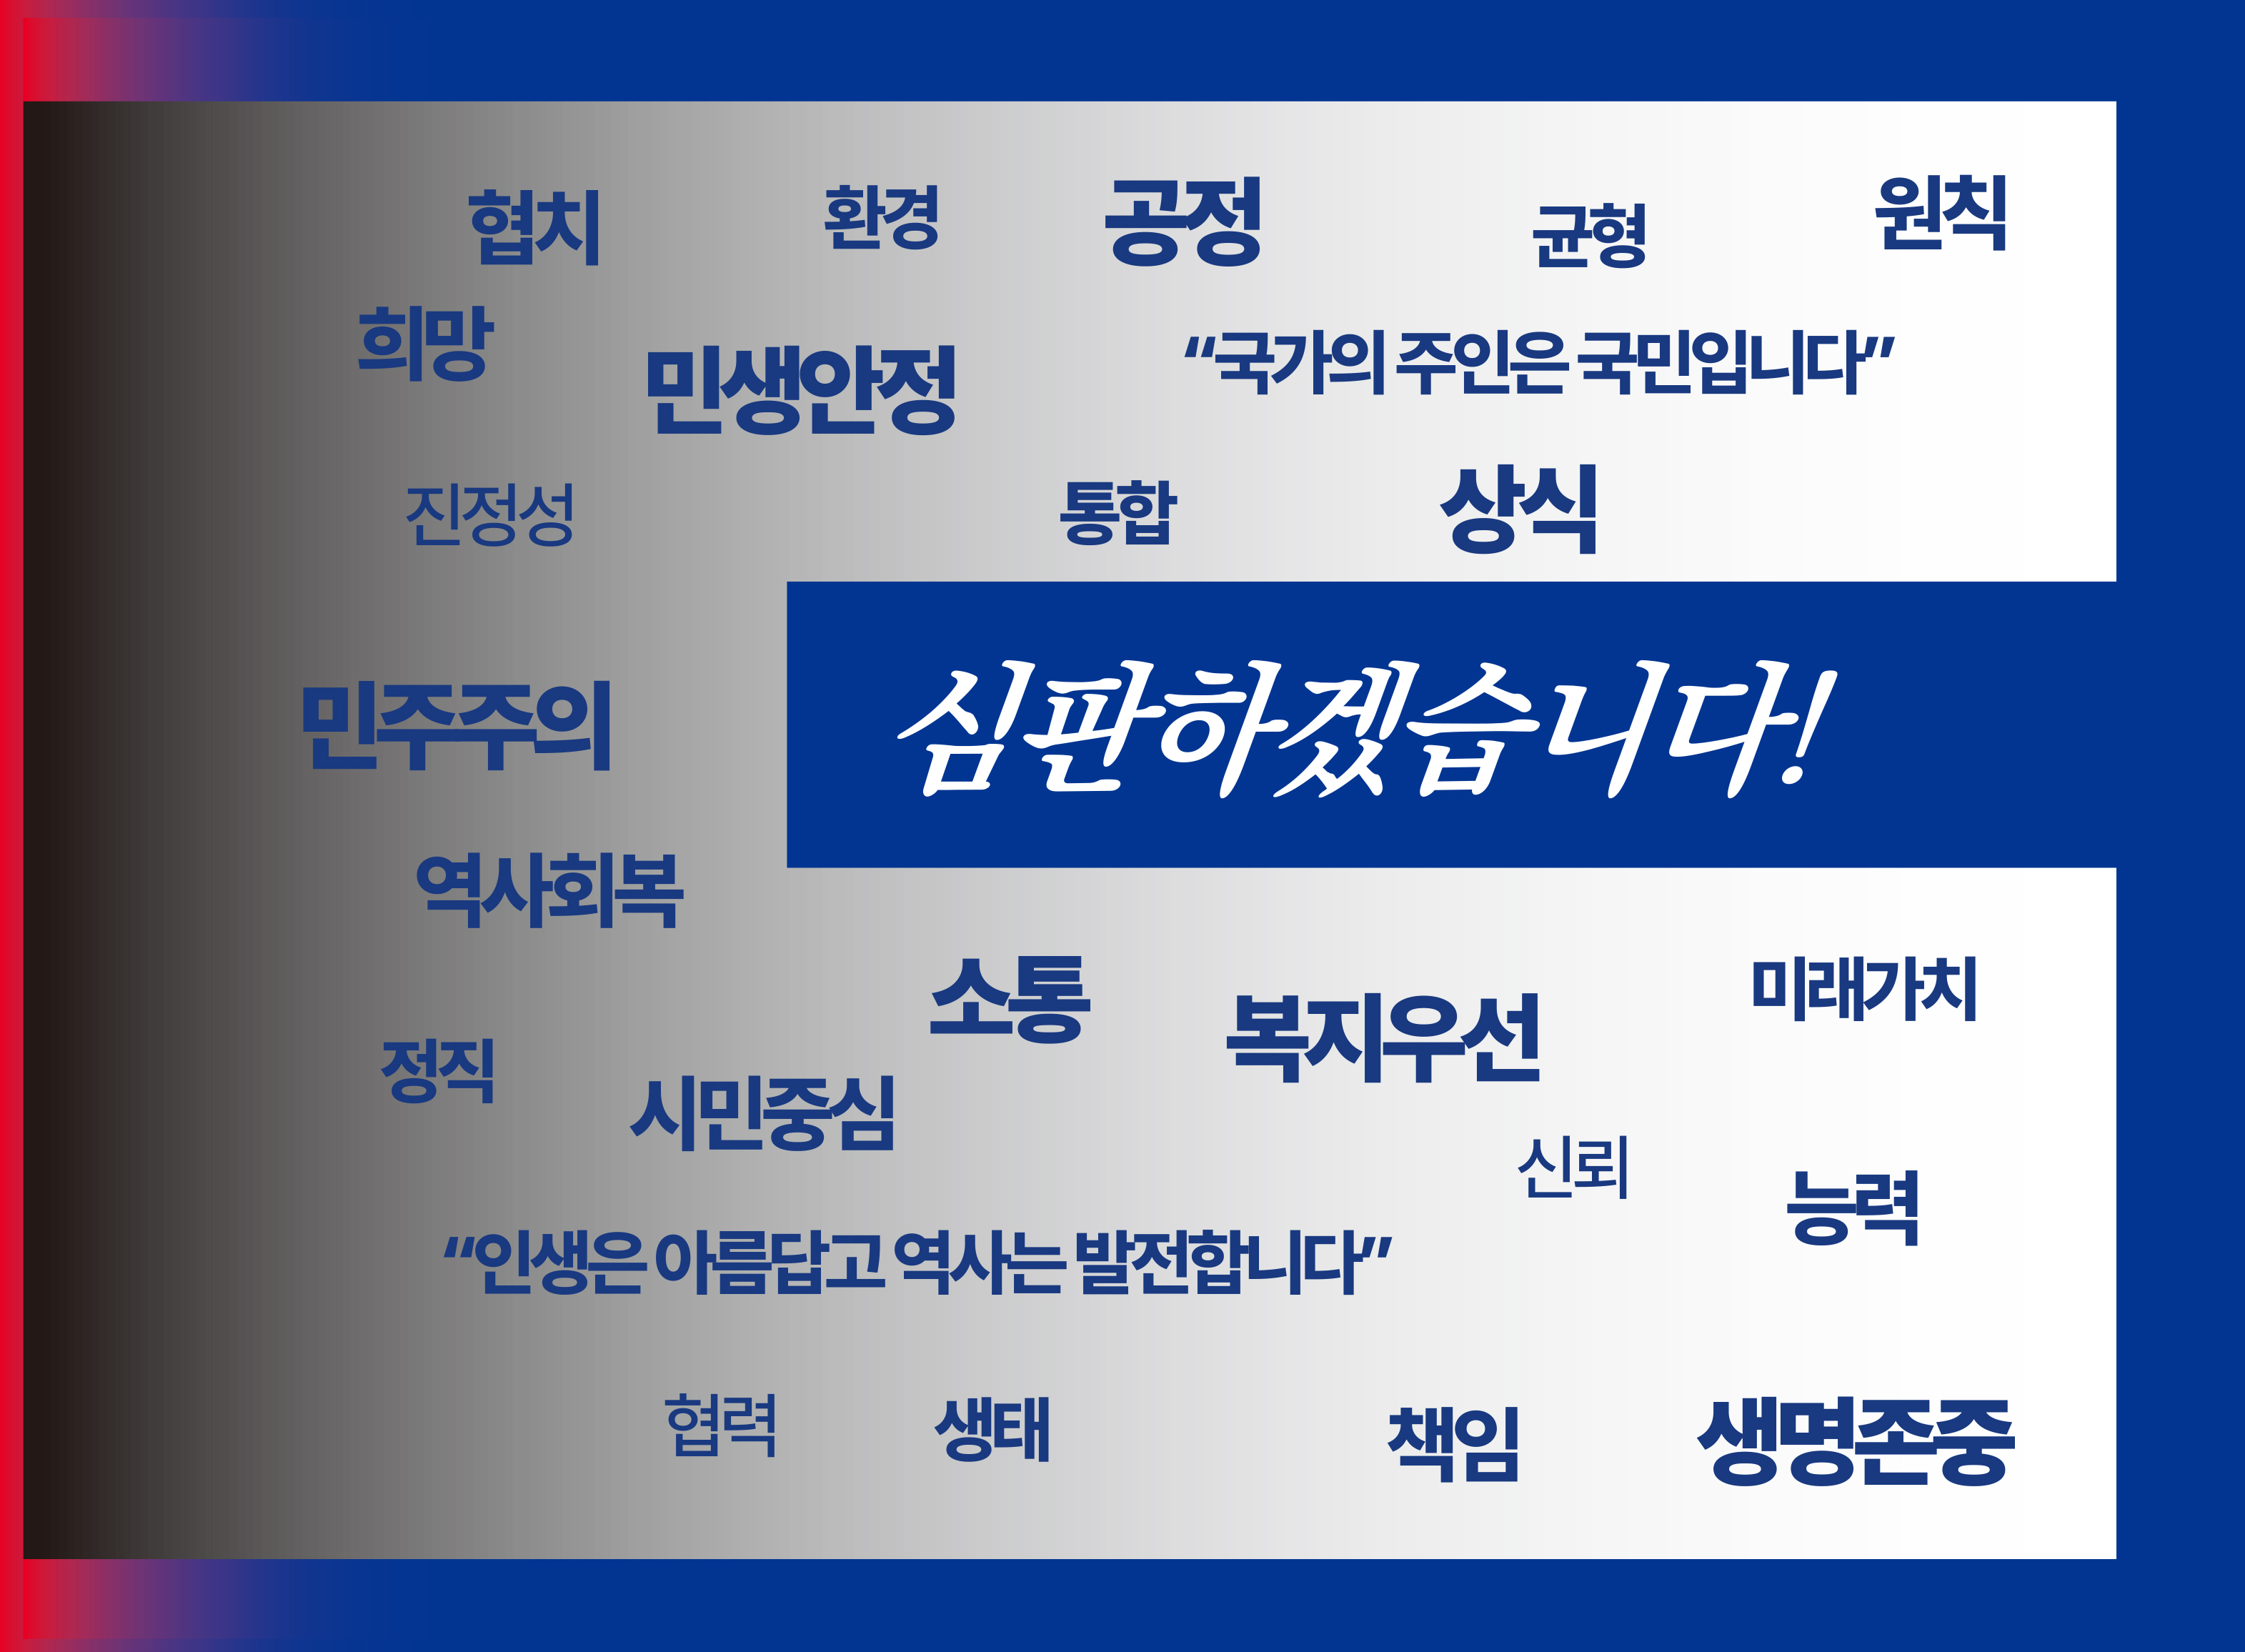 협치
환경
공정
균형
원칙
희망
민생안정
"국가의 주인은 국민입니다"
진정성
통합
상식
민주주의
심판하겠습니다!
역사회복
소통
복지우선
미래가치
정직
시민중심
신뢰
능력
"인생은 아름답고 역사는 발전합니다"
협력
생태
책임
생명존중